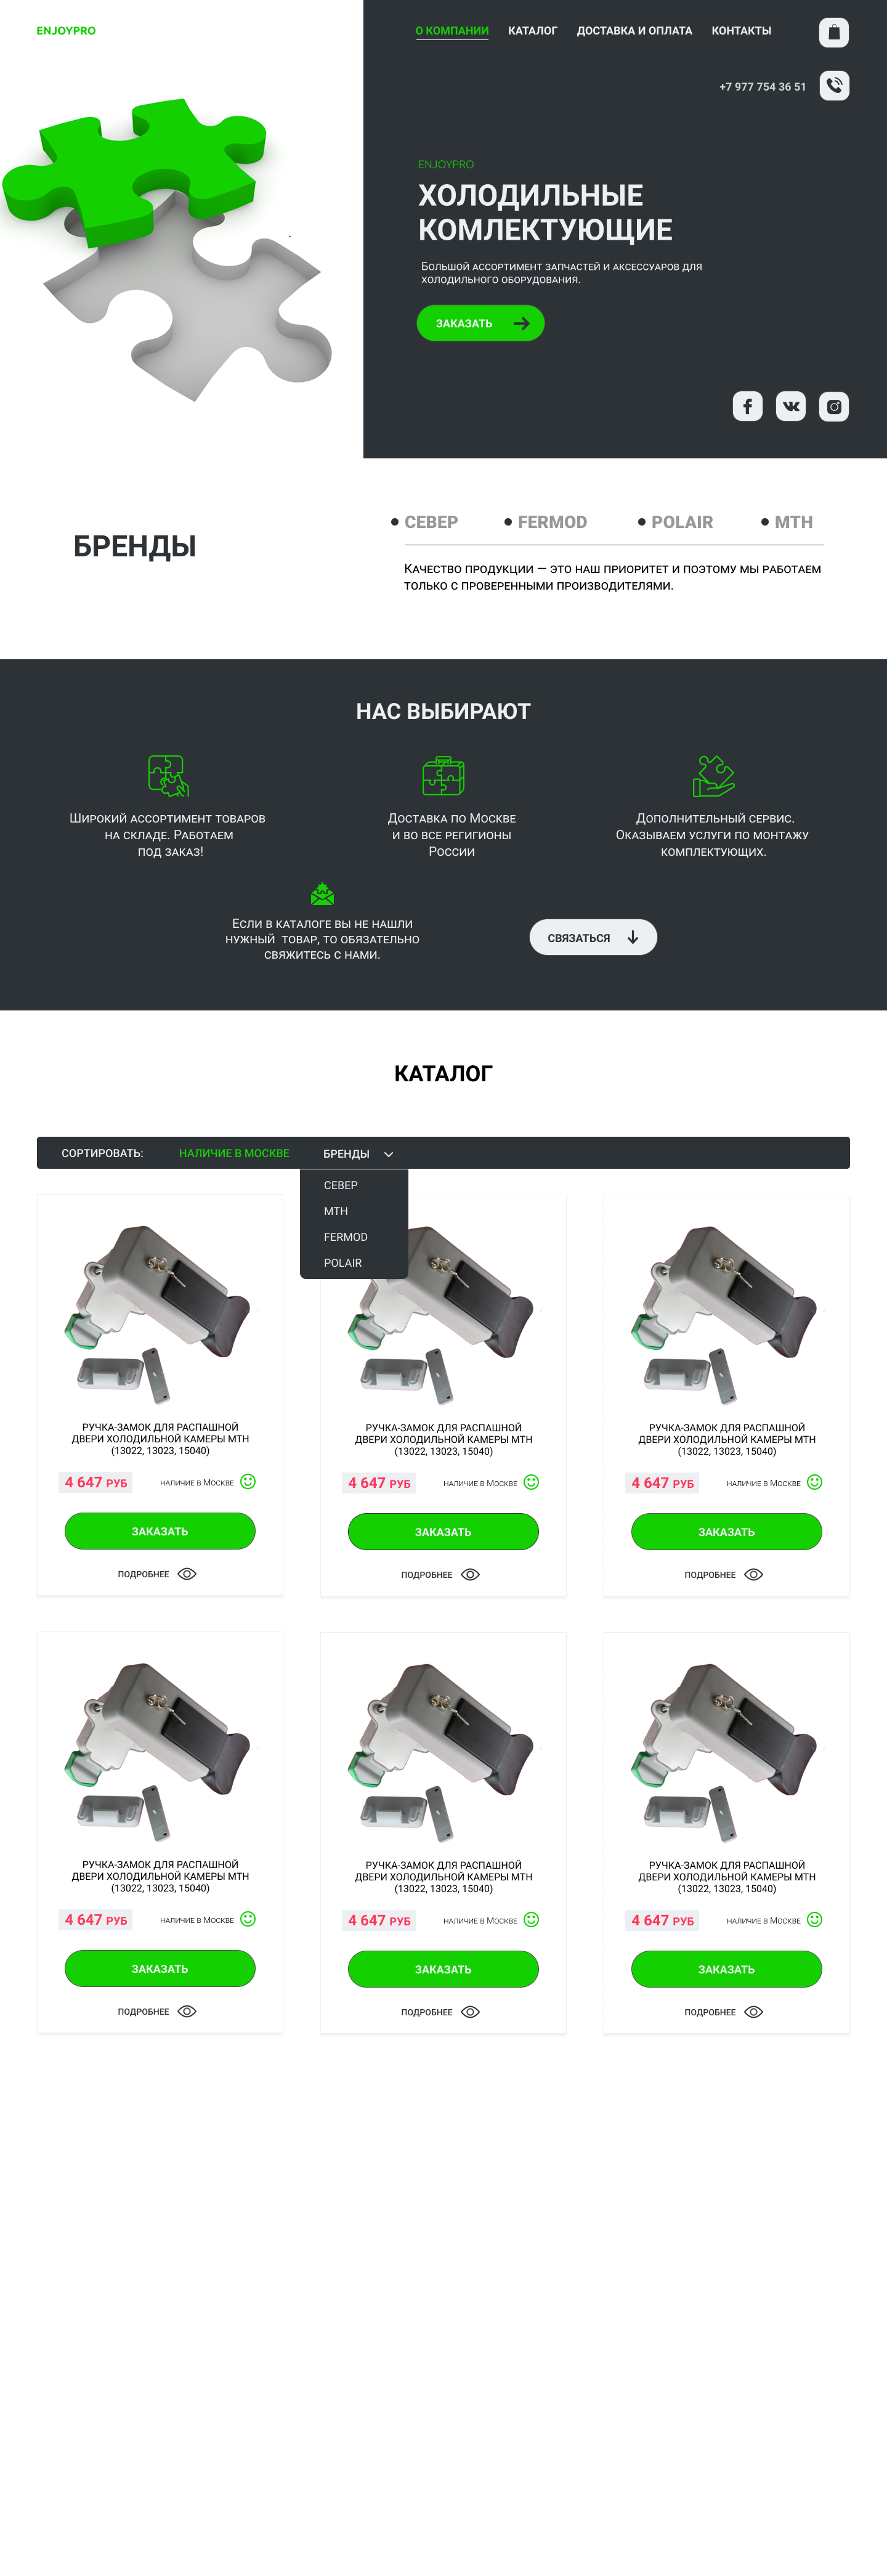 ENJOYPRO
О КОМПАНИИ КАТАЛОГ ДОСТАВКА И ОПЛАТА КОНТАКТЫ
+7 977 754 36 51
ENJOYPRO
ХОЛОДИЛЬНЫЕ
КОМЛЕКТУЮЩИЕ
Большой ассортимент запчастей и аксессуаров для
холодильного оборудования.
ЗАКАЗАТЬ
БРЕНДЫ
СЕВЕР FERMOD POLAIR МТН
Качество продукции — это наш приоритет и поэтому мы работаем
только с проверенными производителями.
НАС ВЫБИРАЮТ
Широкий ассортимент товаров
на складе. Работаем
под заказ!
Доставка по Москве
и во все регигионы
России
Дополнительный сервис.
Оказываем услуги по монтажу
комплектующих.
Если в каталоге вы не нашли
нужный товар, то обязательно
свяжитесь с нами.
СВЯЗАТЬСЯ
КАТАЛОГ
СОРТИРОВАТЬ: НАЛИЧИЕ В МОСКВЕ БРЕНДЫ
СЕВЕР
МТН
FERMOD
POLAIR
РУЧКА-ЗАМОК ДЛЯ РАСПАШНОЙ
ДВЕРИ ХОЛОДИЛЬНОЙ КАМЕРЫ МТН
(13022, 13023, 15040)
4 647 РУБ наличие в Москве
ЗАКАЗАТЬ
ПОДРОБНЕЕ
РУЧКА-ЗАМОК ДЛЯ РАСПАШНОЙ
ДВЕРИ ХОЛОДИЛЬНОЙ КАМЕРЫ МТН
(13022, 13023, 15040)
4 647 РУБ наличие в Москве
ЗАКАЗАТЬ
ПОДРОБНЕЕ
РУЧКА-ЗАМОК ДЛЯ РАСПАШНОЙ
ДВЕРИ ХОЛОДИЛЬНОЙ КАМЕРЫ МТН
(13022, 13023, 15040)
4 647 РУБ наличие в Москве
ЗАКАЗАТЬ
ПОДРОБНЕЕ
РУЧКА-ЗАМОК ДЛЯ РАСПАШНОЙ
ДВЕРИ ХОЛОДИЛЬНОЙ КАМЕРЫ МТН
(13022, 13023, 15040)
4 647 РУБ наличие в Москве
ЗАКАЗАТЬ
ПОДРОБНЕЕ
РУЧКА-ЗАМОК ДЛЯ РАСПАШНОЙ
ДВЕРИ ХОЛОДИЛЬНОЙ КАМЕРЫ МТН
(13022, 13023, 15040)
4 647 РУБ наличие в Москве
ЗАКАЗАТЬ
ПОДРОБНЕЕ
РУЧКА-ЗАМОК ДЛЯ РАСПАШНОЙ
ДВЕРИ ХОЛОДИЛЬНОЙ КАМЕРЫ МТН
(13022, 13023, 15040)
4 647 РУБ наличие в Москве
ЗАКАЗАТЬ
ПОДРОБНЕЕ